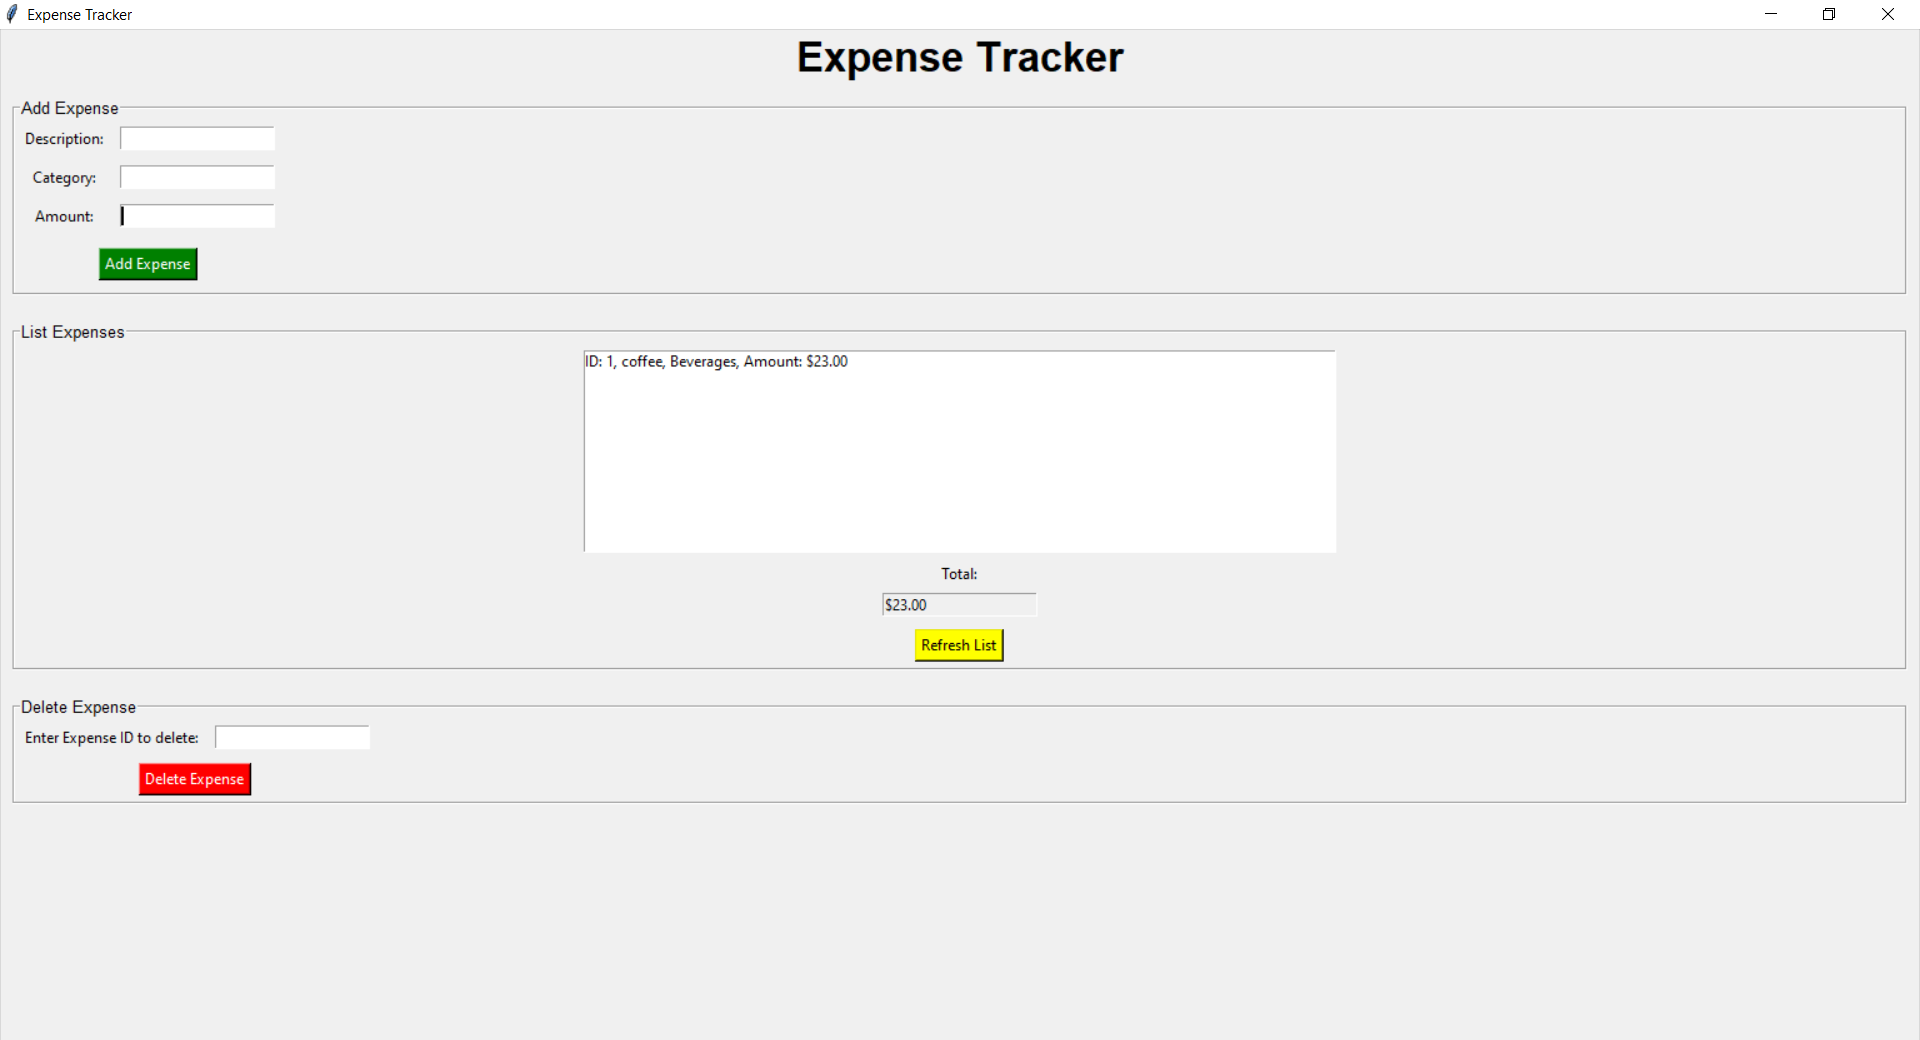 Expense Tracker
Expense Tracker
Add Expense
Description:
Category:
Amount:
Add Expense
List Expenses
ID: 1, coffee, Beverages, Amount: $23.00
Total:
$23.00
Refresh List
Delete Expense
Enter Expense ID to delete:
Delete Expense